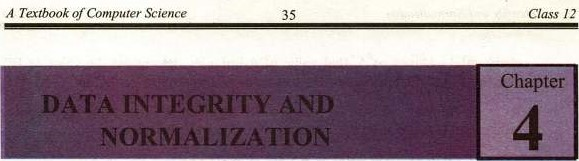 A Textbook of Computer Science 35 Class 12
DATA INTEGRITY AND
NORMALIZATION
Chapter
4